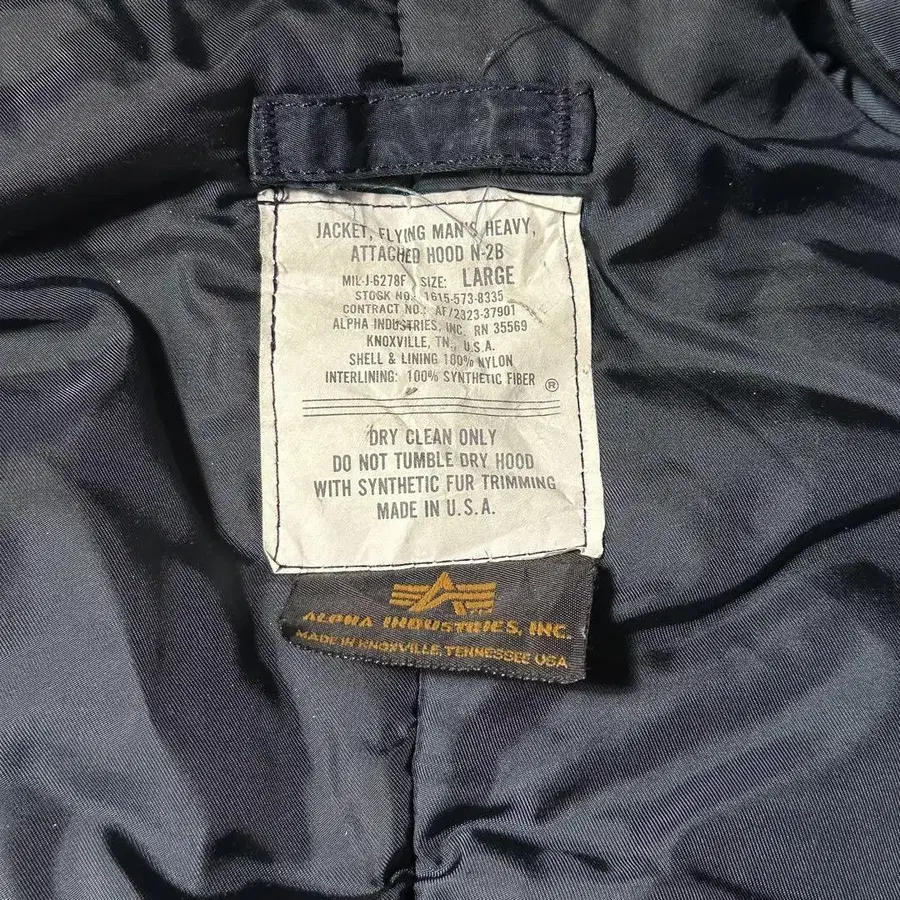 JACKET, FLYING MAN'S HEAVY,
ATTACHED HOOD N-2B
MIL-J-6278F SIZE: LARGE
STOCK NO.: 1615-573-8335
CONTRACT NO.: AF/2323-37901
ALPHA INDUSTRIES, INC. RN 35569
KNOXVILLE, TN., U.S.A.
SHELL & LINING 100% NYLON
INTERLINING: 100% SYNTHETIC FIBER ®
DRY CLEAN ONLY
DO NOT TUMBLE DRY HOOD
WITH SYNTHETIC FUR TRIMMING
MADE IN U.S.A.
ALPHA INDUSTRIES, INC.
MADE IN KNOXVILLE, TENNESSEE USA